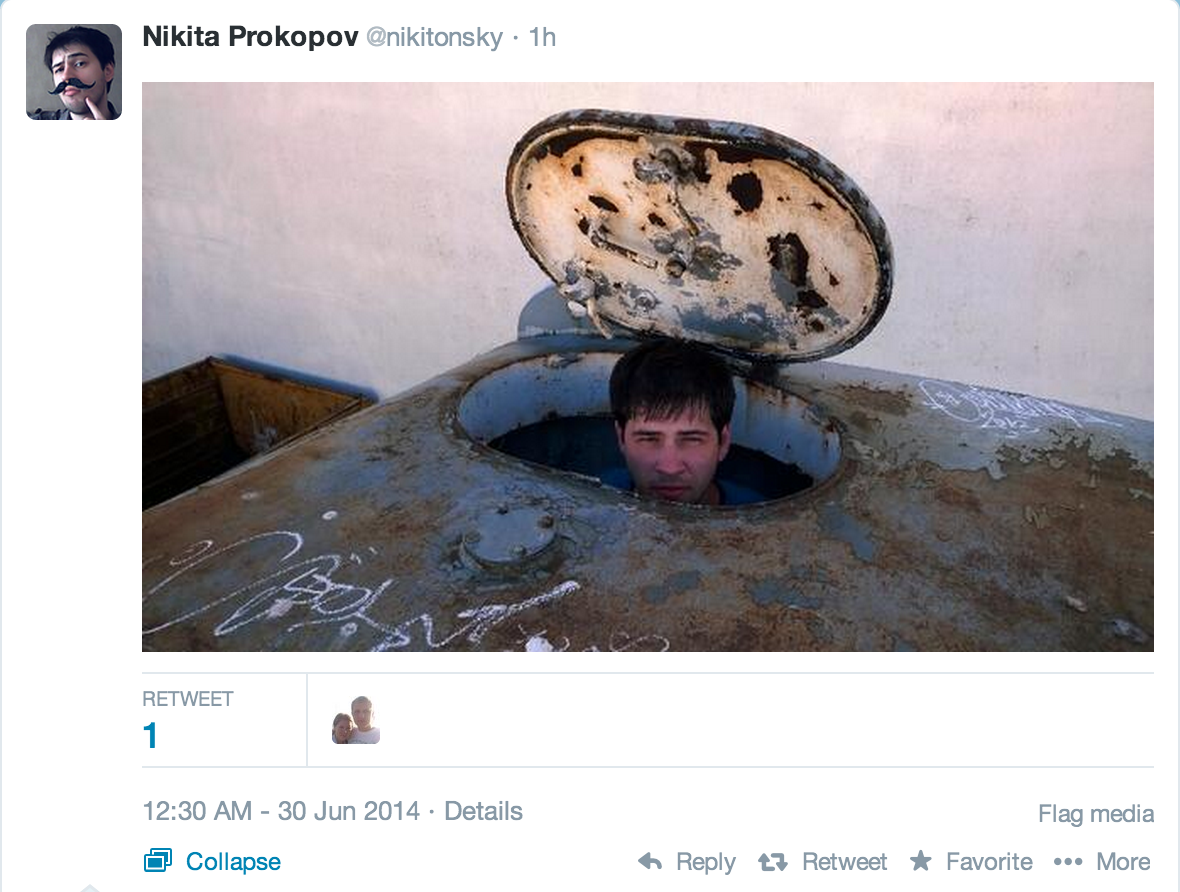 Nikita Prokopov @nikitonsky · 1h
RETWEET
1
12:30 AM - 30 Jun 2014 · Details
Flag media
Collapse
Reply Retweet Favorite ••• More